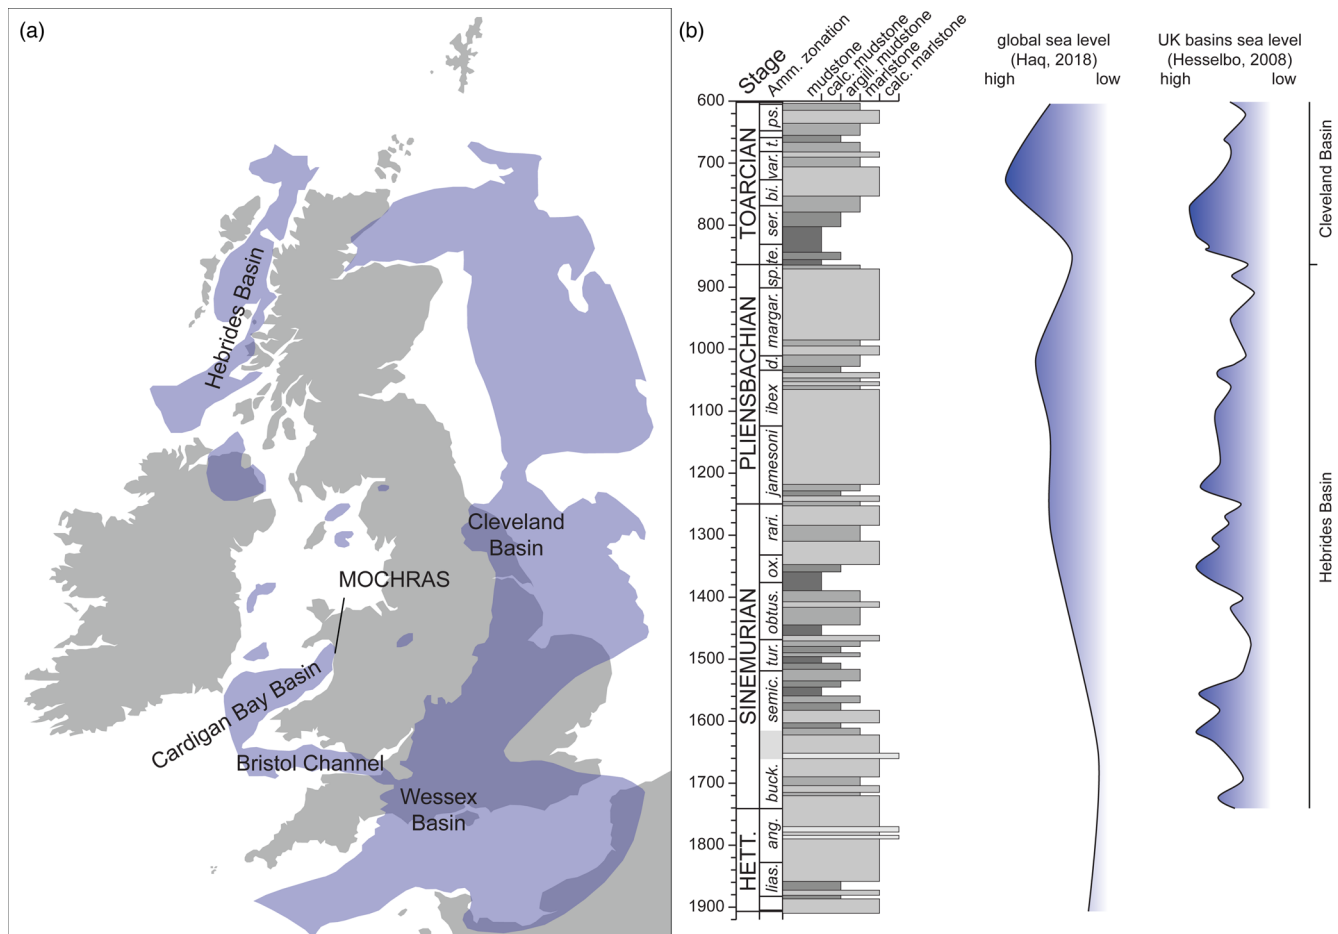 (a)
Hebrides Basin
Cleveland
Basin
MOCHRAS
Cardigan Bay Basin
Bristol Channel
Wessex
Basin
(b)
Stage
Amm. zonation
mudstone
calc. mudstone
argill. mudstone
marlstone
calc. marlstone
global sea level
(Haq, 2018)
high low
UK basins sea level
(Hesselbo, 2008)
high low
600
700
800
900
1000
1100
1200
1300
1400
1500
1600
1700
1800
1900
TOARCIAN
PLIENSBACHIAN
SINEMURIAN
HETT.
ps.
t.
var.
bi.
ser.
te.
sp.
margar.
d.
ibex
jamesoni
rari.
ox.
obtus.
tur.
semic.
buck.
ang.
lias.
Cleveland Basin
Hebrides Basin